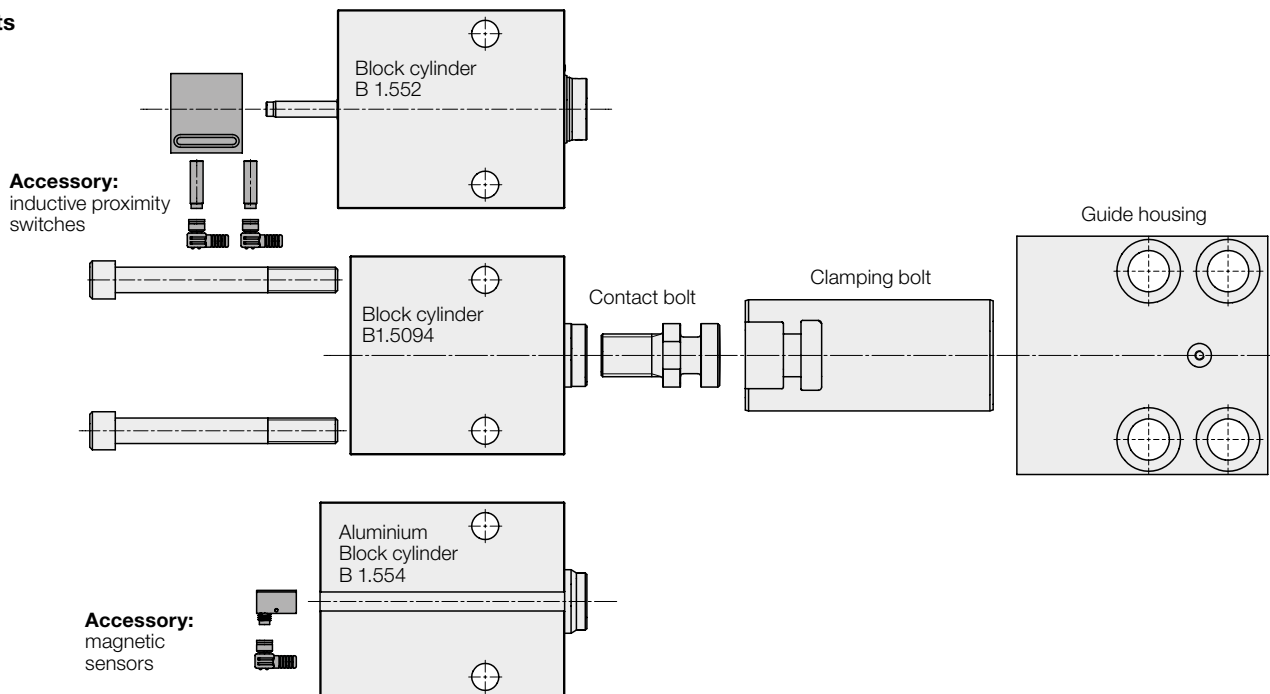 Block cylinder
B 1.552
Accessory:
inductive proximity
switches
Guide housing
Contact bolt
Clamping bolt
Block cylinder
B1.5094
Aluminium
Block cylinder
B 1.554
Accessory:
magnetic
sensors